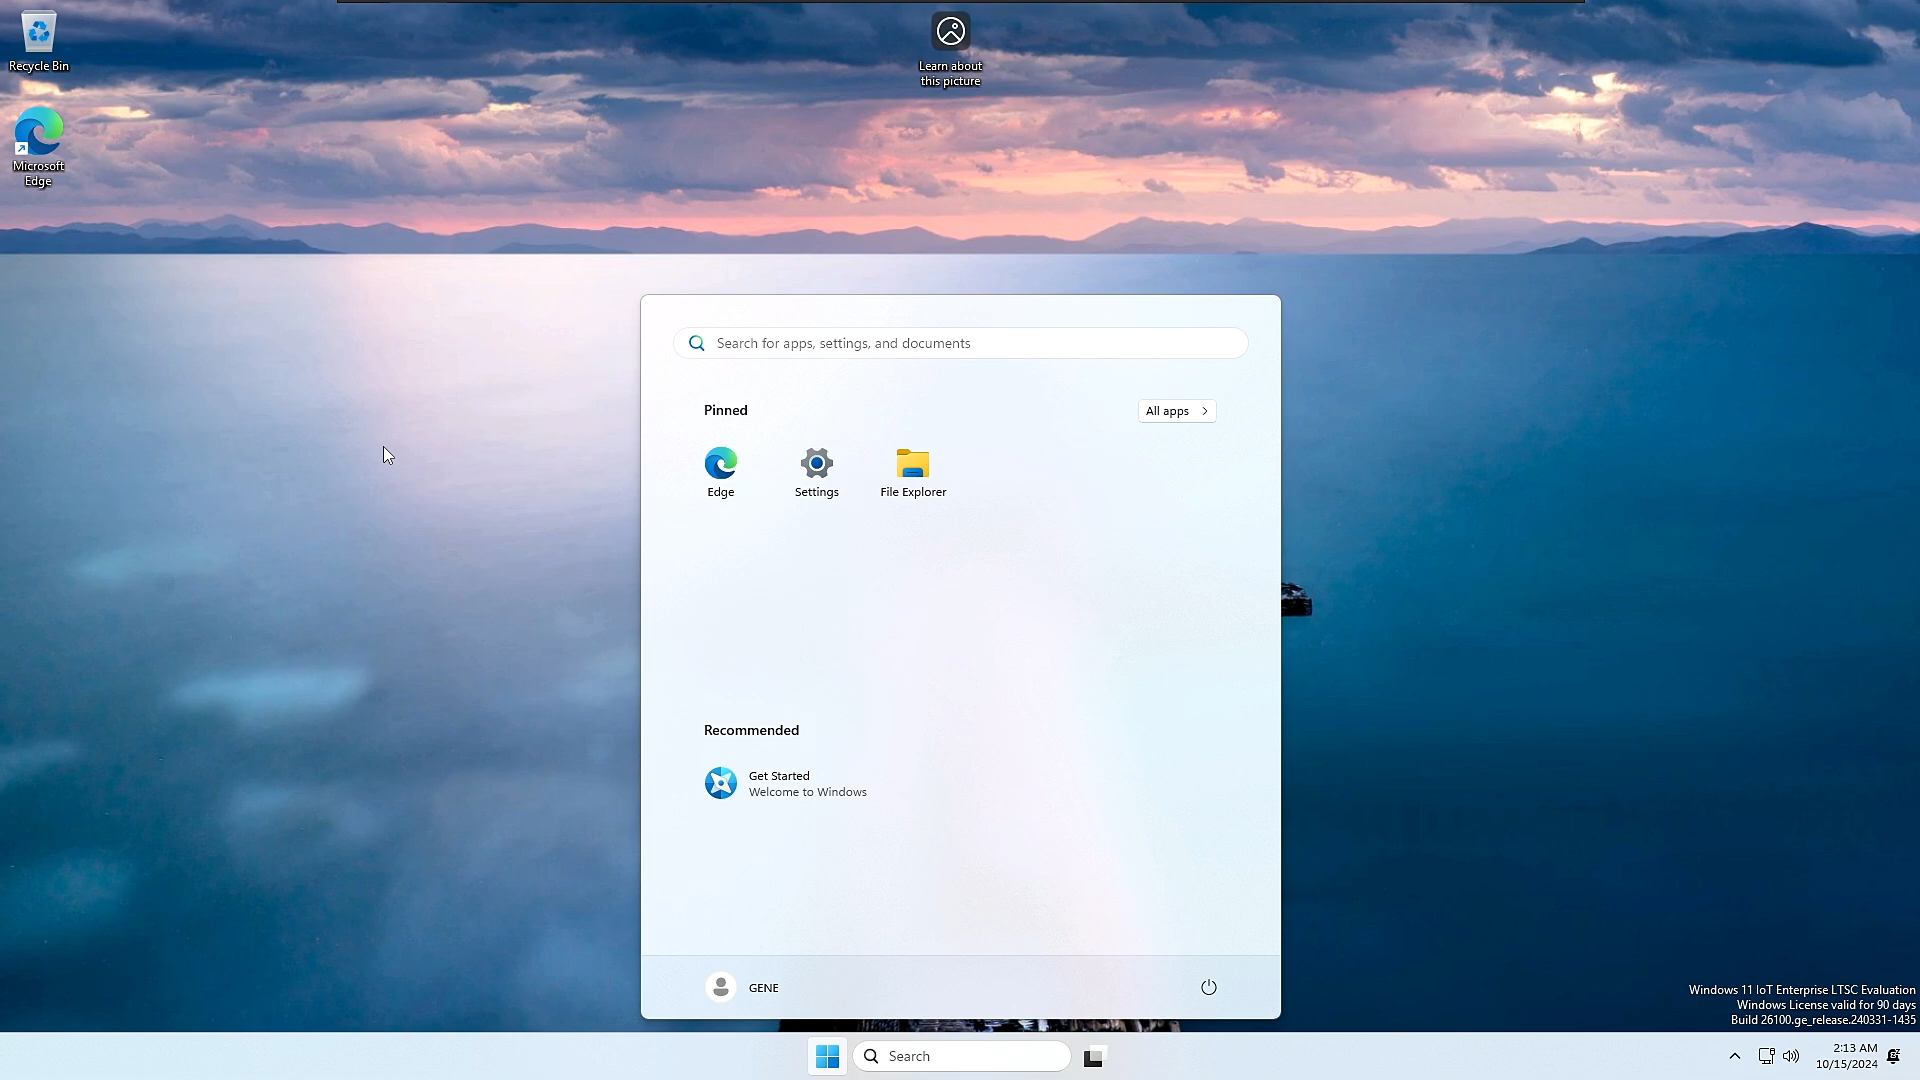 Recycle Bin
Learn about
this picture
Microsoft
Edge
Search for apps, settings, and documents
Pinned
All apps
Edge
Settings
File Explorer
Recommended
Get Started
Welcome to Windows
GENE
Windows 11 IoT Enterprise LTSC Evaluation
Windows License valid for 90 days
Build 26100.ge_release.240331-1435
Search
2:13 AM
10/15/2024